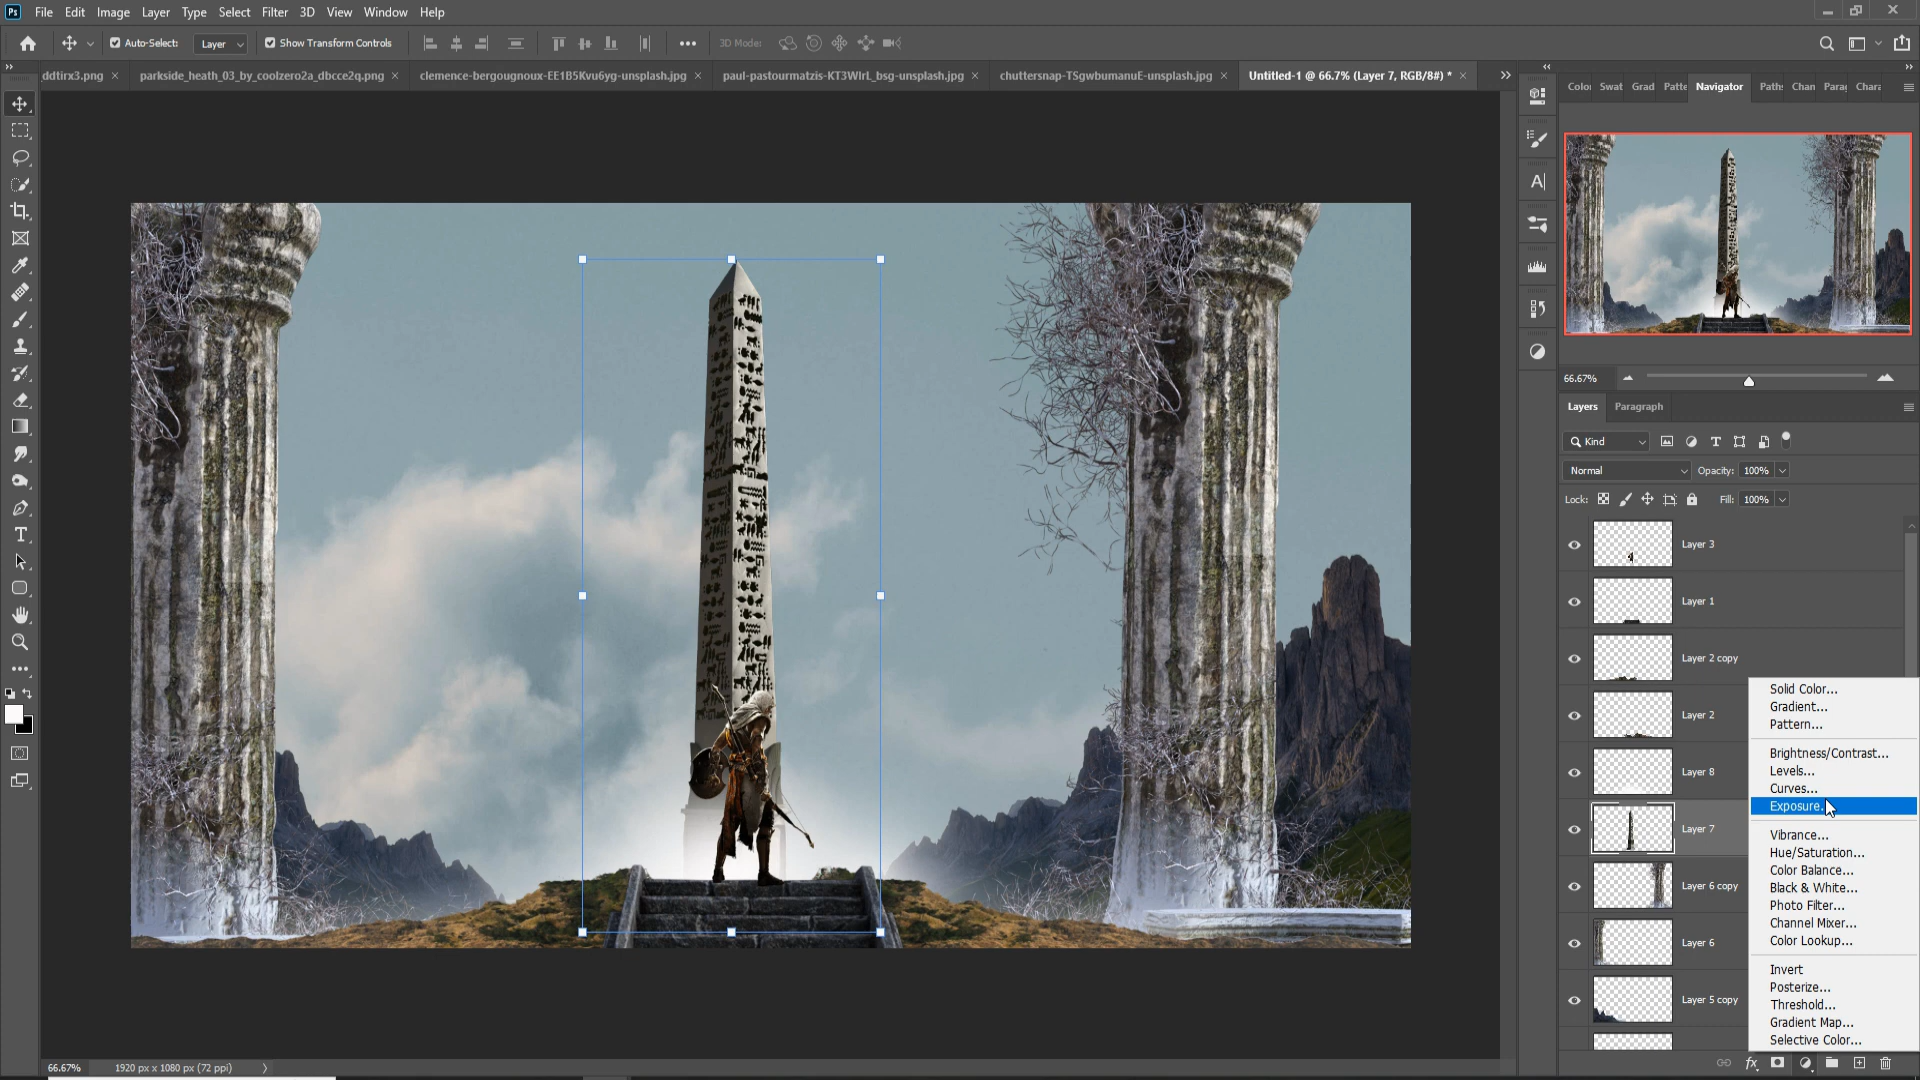 Ps File Edit Image Layer Type Select Filter 3D View Window Help
Auto-Select: Layer Show Transform Controls 3D Mode:
ddtirx3.png parkside_heath_03_by_coolzero2a_dbcce2q.png clemence-bergougnoux-EE1B5Kvu6yg-unsplash.jpg paul-pastourmatzis-KT3WlrL_bsg-unsplash.jpg chuttersnap-TSgwbumanuE-unsplash.jpg Untitled-1 @ 66.7% (Layer 7, RGB/8#) *
Color Swat Grad Patte Navigator Paths Chan Parag Chara
66.67%
Layers Paragraph
Kind
Normal Opacity: 100%
Lock: Fill: 100%
Layer 3
Layer 1
Layer 2 copy
Layer 2
Layer 8
Layer 7
Layer 6 copy
Layer 6
Layer 5 copy
Solid Color...
Gradient...
Pattern...
Brightness/Contrast...
Levels...
Curves...
Exposure...
Vibrance...
Hue/Saturation...
Color Balance...
Black & White...
Photo Filter...
Channel Mixer...
Color Lookup...
Invert
Posterize...
Threshold...
Gradient Map...
Selective Color...
66.67% 1920 px x 1080 px (72 ppi)